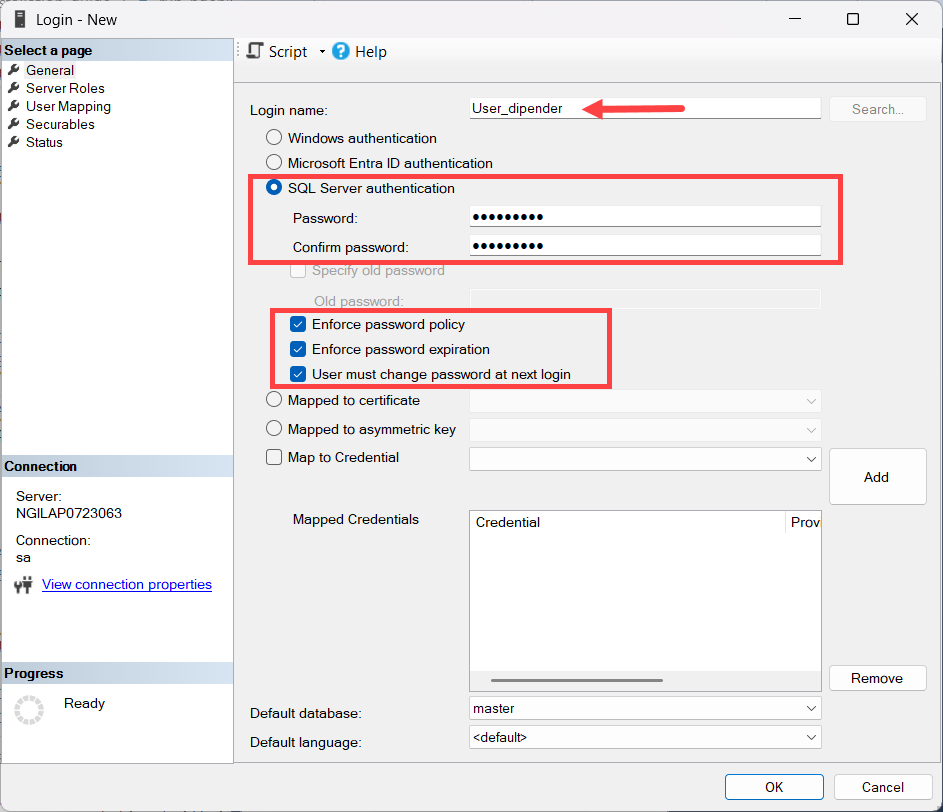 Login - New
Select a page
General
Server Roles
User Mapping
Securables
Status
Connection
Server:
NGILAP0723063
Connection:
sa
View connection properties
Progress
Ready
Script
Help
Login name:
User_dipender
Search...
Windows authentication
Microsoft Entra ID authentication
SQL Server authentication
Password:
●●●●●●●●●
Confirm password:
●●●●●●●●●
Specify old password
Old password:
Enforce password policy
Enforce password expiration
User must change password at next login
Mapped to certificate
Mapped to asymmetric key
Map to Credential
Add
Mapped Credentials
Credential Provi
Remove
Default database:
master
Default language:
<default>
OK
Cancel